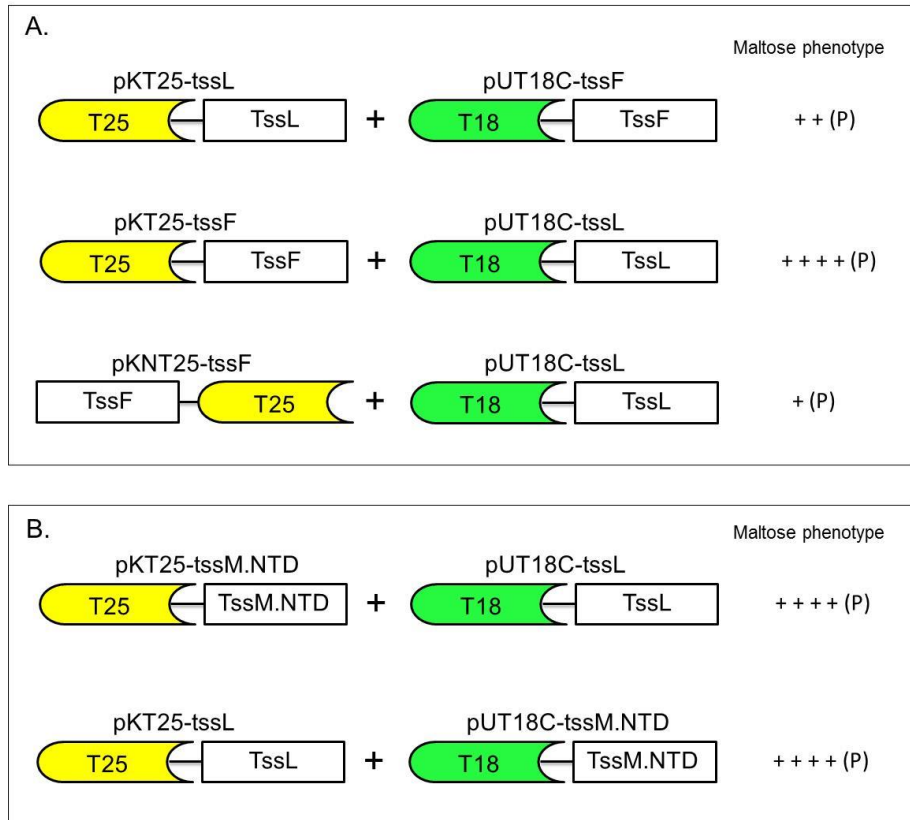 A.
Maltose phenotype
pKT25-tssL pUT18C-tssF
T25 TssL + T18 TssF + + (P)
pKT25-tssF pUT18C-tssL
T25 TssF + T18 TssL + + + + (P)
pKNT25-tssF pUT18C-tssL
TssF T25 + T18 TssL + (P)
B.
Maltose phenotype
pKT25-tssM.NTD pUT18C-tssL
T25 TssM.NTD + T18 TssL + + + + (P)
pKT25-tssL pUT18C-tssM.NTD
T25 TssL + T18 TssM.NTD + + + + (P)